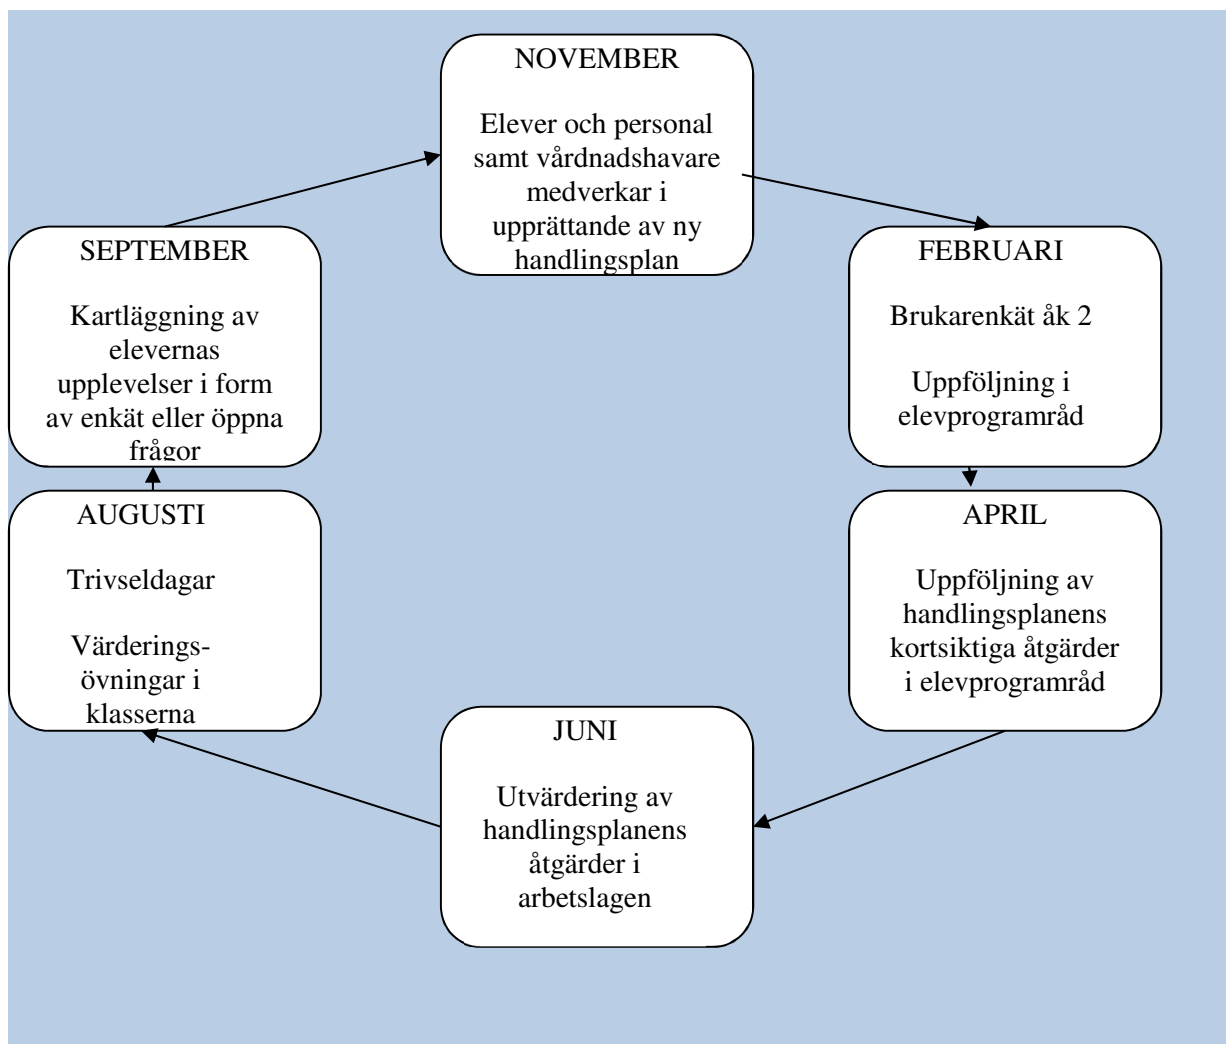 NOVEMBER
Elever och personal
samt vårdnadshavare
medverkar i
upprättande av ny
handlingsplan
SEPTEMBER
Kartläggning av
elevernas
upplevelser i form
av enkät eller öppna
frågor
FEBRUARI
Brukarenkät åk 2
Uppföljning i
elevprogramråd
AUGUSTI
Trivseldagar
Värderings-
övningar i
klasserna
APRIL
Uppföljning av
handlingsplanens
kortsiktiga åtgärder
i elevprogramråd
JUNI
Utvärdering av
handlingsplanens
åtgärder i
arbetslagen